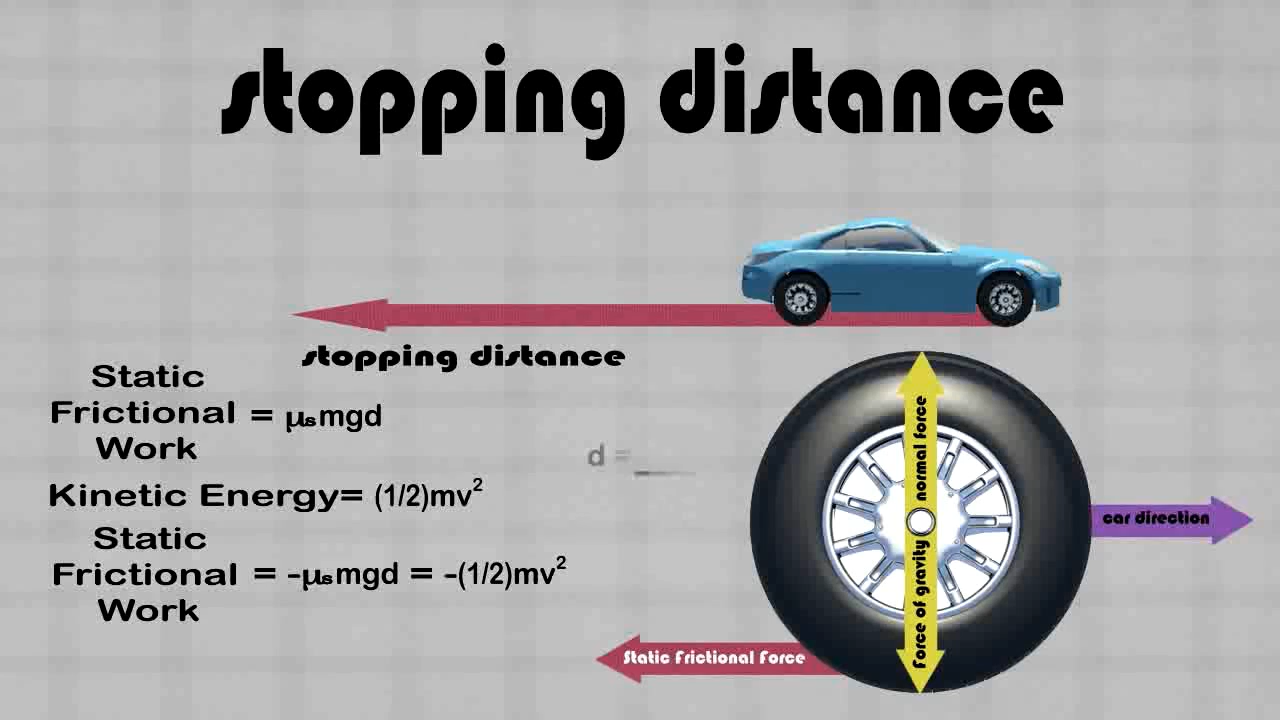 stopping distance
stopping distance
Static
Frictional = μₛmgd
Work
Kinetic Energy= (1/2)mv²
Static
Frictional = -μₛmgd = -(1/2)mv²
Work
d =
normal force
Force of gravity
car direction
Static Frictional Force